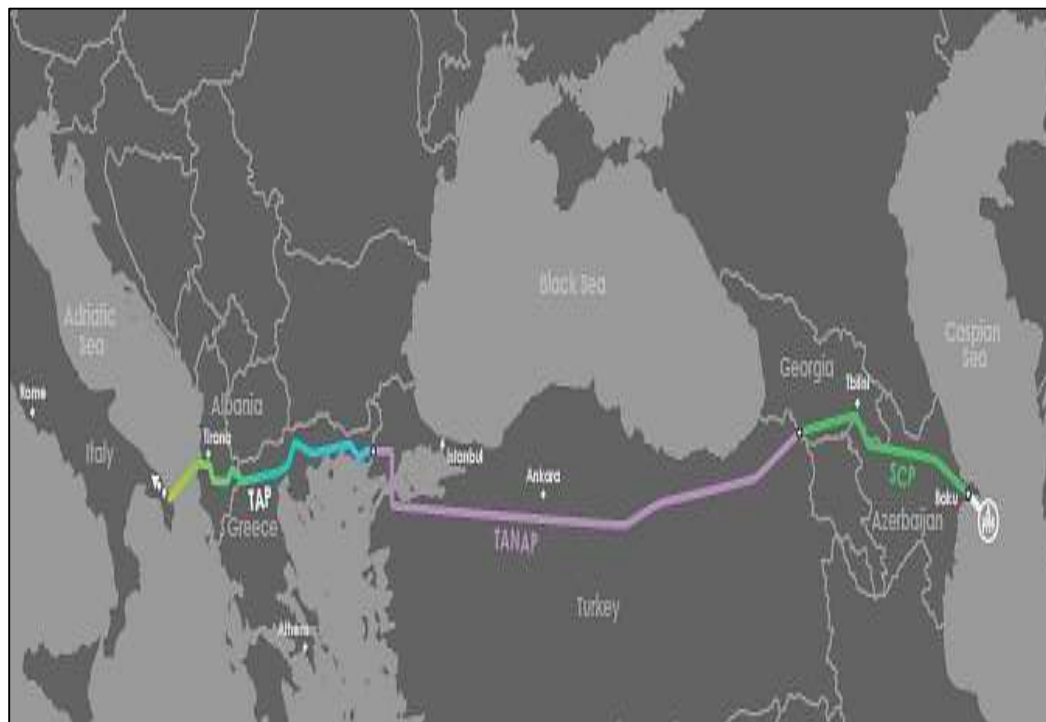 Black Sea
Adriatic
Sea
Caspian
Sea
Georgia
Tbilisi
Rome
Albania
Tirana
Italy
Istanbul
Ankara
SCP
TAP
Baku
Greece
Azerbaijan
TANAP
Turkey
Athens